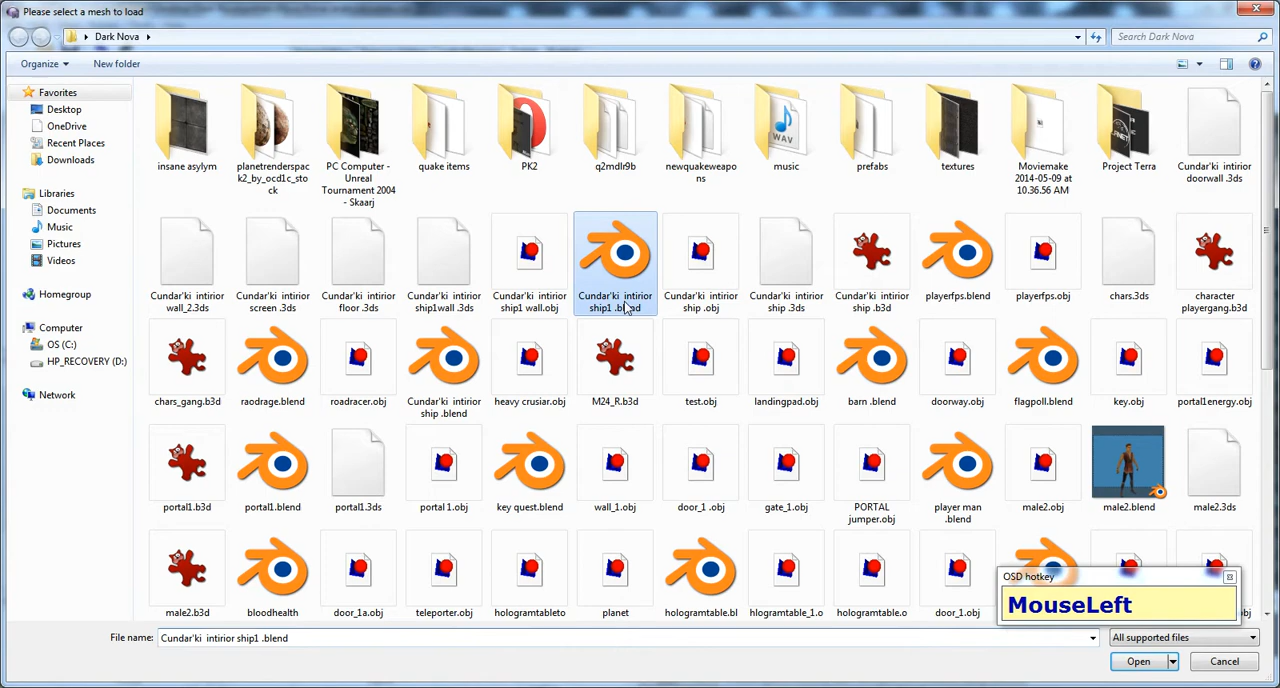 Please select a mesh to load
Dark Nova
Search Dark Nova
Organize
New folder
Favorites
Desktop
OneDrive
Recent Places
Downloads
Libraries
Documents
Music
Pictures
Videos
Homegroup
Computer
OS (C:)
HP_RECOVERY (D:)
Network
insane asylym
planetrenderspa
ck2_by_ocd1c_sto
ck
PC Computer -
Unreal
Tournament 2004
- Skaarj
quake items
PK2
q2mdlr9b
newquakeweapo
ns
music
WAV
prefabs
textures
Moviemake
2014-05-09 at
10.36.56 AM
Project Terra
Cundar'ki intirior
doorwall .3ds
Cundar'ki intirior
wall_2.3ds
Cundar'ki intirior
screen .3ds
Cundar'ki intirior
floor .3ds
Cundar'ki intirior
ship1wall .3ds
Cundar'ki intirior
ship1 wall.obj
Cundar'ki intirior
ship1 .blend
Cundar'ki intirior
ship .obj
Cundar'ki intirior
ship .3ds
Cundar'ki intirior
ship .b3d
playerfps.blend
playerfps.obj
chars.3ds
character
playergang.b3d
chars_gang.b3d
raodrage.blend
roadracer.obj
Cundar'ki intirior
ship .blend
heavy crusiar.obj
M24_R.b3d
test.obj
landingpad.obj
barn .blend
doorway.obj
flagpoll.blend
key.obj
portal1energy.obj
portal1.b3d
portal1.blend
portal1.3ds
portal 1.obj
key quest.blend
wall_1.obj
door_1 .obj
gate_1.obj
PORTAL
jumper.obj
player man
.blend
male2.obj
male2.blend
male2.3ds
male2.b3d
bloodhealth
door_1a.obj
teleporter.obj
hologramtableto
planet
hologramtable.bl
hlogramtable_1.o
hologramtable.o
door_1.obj
OSD hotkey
MouseLeft
File name:
Cundar'ki intirior ship1 .blend
All supported files
Open
Cancel